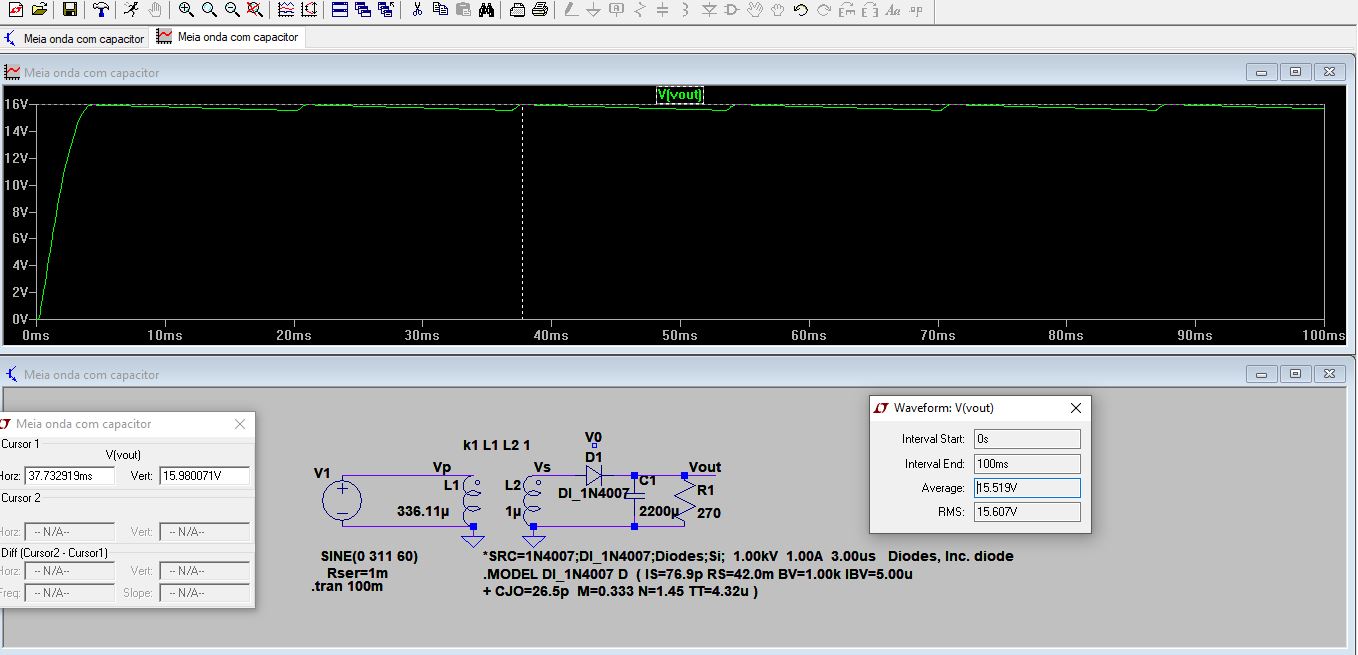 Meia onda com capacitor
Meia onda com capacitor
Meia onda com capacitor
V(vout)
16V
14V
12V
10V
8V
6V
4V
2V
0V
0ms 10ms 20ms 30ms 40ms 50ms 60ms 70ms 80ms 90ms 100ms
Meia onda com capacitor
Meia onda com capacitor
Cursor 1
V(vout)
Horz: 37.732919ms Vert: 15.980071V
Cursor 2
Horz: -- N/A-- Vert: -- N/A--
Diff (Cursor2 - Cursor1)
Horz: -- N/A-- Vert: -- N/A--
Freq: -- N/A-- Slope: -- N/A--
k1 L1 L2 1
V0
D1
V1
Vp
Vs
Vout
L1
L2
DI_1N4007
C1
R1
336.11µ
1µ
2200µ
270
SINE(0 311 60)
Rser=1m
.tran 100m
*SRC=1N4007;DI_1N4007;Diodes;Si; 1.00kV 1.00A 3.00us Diodes, Inc. diode
.MODEL DI_1N4007 D ( IS=76.9p RS=42.0m BV=1.00k IBV=5.00u
+ CJO=26.5p M=0.333 N=1.45 TT=4.32u )
Waveform: V(vout)
Interval Start: 0s
Interval End: 100ms
Average: 15.519V
RMS: 15.607V